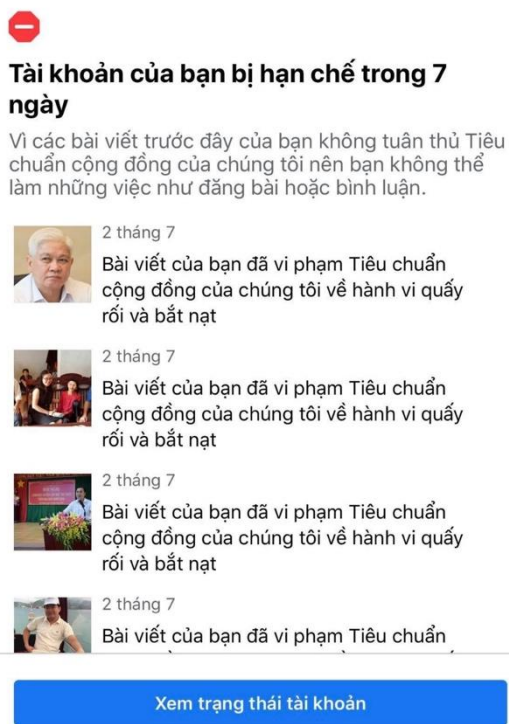 Tài khoản của bạn bị hạn chế trong 7
ngày
Vì các bài viết trước đây của bạn không tuân thủ Tiêu
chuẩn cộng đồng của chúng tôi nên bạn không thể
làm những việc như đăng bài hoặc bình luận.
2 tháng 7
Bài viết của bạn đã vi phạm Tiêu chuẩn
cộng đồng của chúng tôi về hành vi quấy
rối và bắt nạt
2 tháng 7
Bài viết của bạn đã vi phạm Tiêu chuẩn
cộng đồng của chúng tôi về hành vi quấy
rối và bắt nạt
2 tháng 7
Bài viết của bạn đã vi phạm Tiêu chuẩn
cộng đồng của chúng tôi về hành vi quấy
rối và bắt nạt
2 tháng 7
Bài viết của bạn đã vi phạm Tiêu chuẩn
Xem trạng thái tài khoản